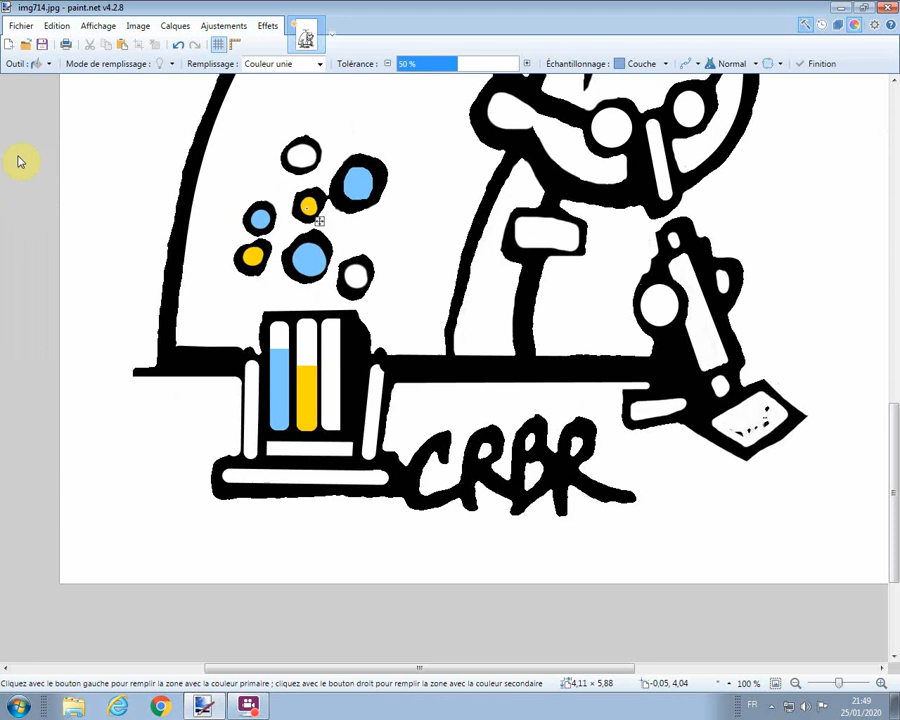 img714.jpg - paint.net v4.2.8
Fichier Edition Affichage Image Calques Ajustements Effets
Outil: Mode de remplissage: Remplissage: Couleur unie Tolérance: 50 % Échantillonnage: Couche Normal Finition
CRBR
Cliquez avec le bouton gauche pour remplir la zone avec la couleur primaire ; cliquez avec le bouton droit pour remplir la zone avec la couleur secondaire 4,11 × 5,88 -0,05, 4,04 " 100 %
FR 21:49
25/01/2020